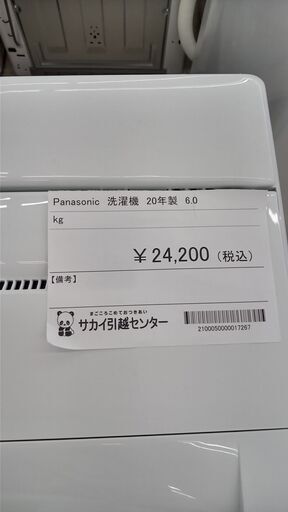 Panasonic 洗濯機 20年製 6.0
kg
¥24,200（税込）
【備考】
まごころこめておつきあい
サカイ引越センター
2100050000017267